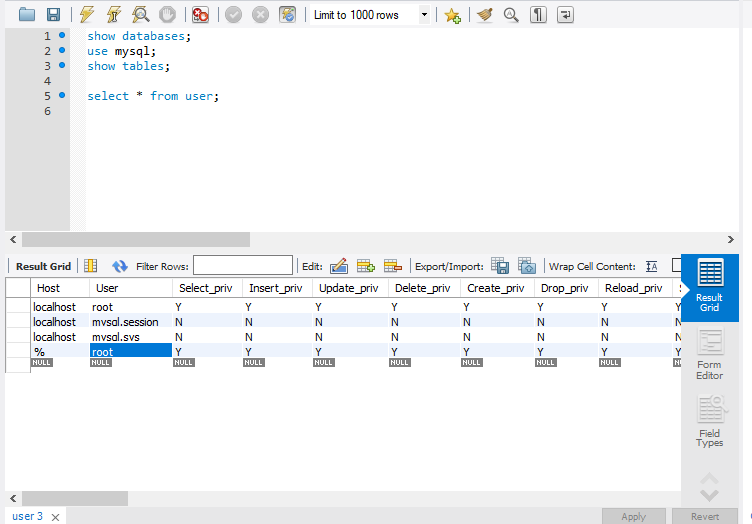 Limit to 1000 rows
1 show databases;
2 use mysql;
3 show tables;
4
5 select * from user;
6
Result Grid Filter Rows: Edit: Export/Import: Wrap Cell Content:
Host User Select_priv Insert_priv Update_priv Delete_priv Create_priv Drop_priv Reload_priv S
localhost root Y Y Y Y Y Y Y Y
localhost mysql.session N N N N N N N N
localhost mysql.sys N N N N N N N N
% root Y Y Y Y Y Y Y Y
NULL NULL NULL NULL NULL NULL NULL NULL NULL NULL
Result
Grid
Form
Editor
Field
Types
user 3
Apply Revert